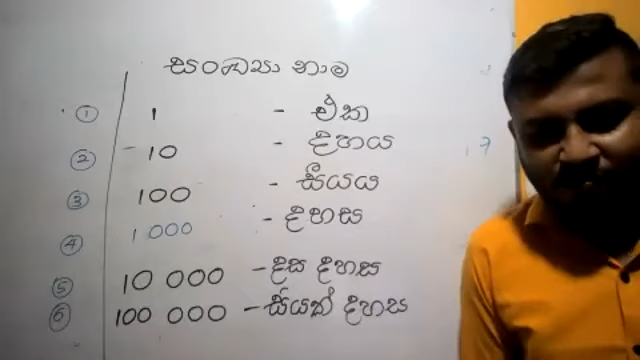 සංඛ්‍යා නාම
① 1 - එක
② 10 - දහය
③ 100 - සීයය
④ 1 000 - දහස
⑤ 10 000 - දස දහස
⑥ 100 000 - සියක් දහස